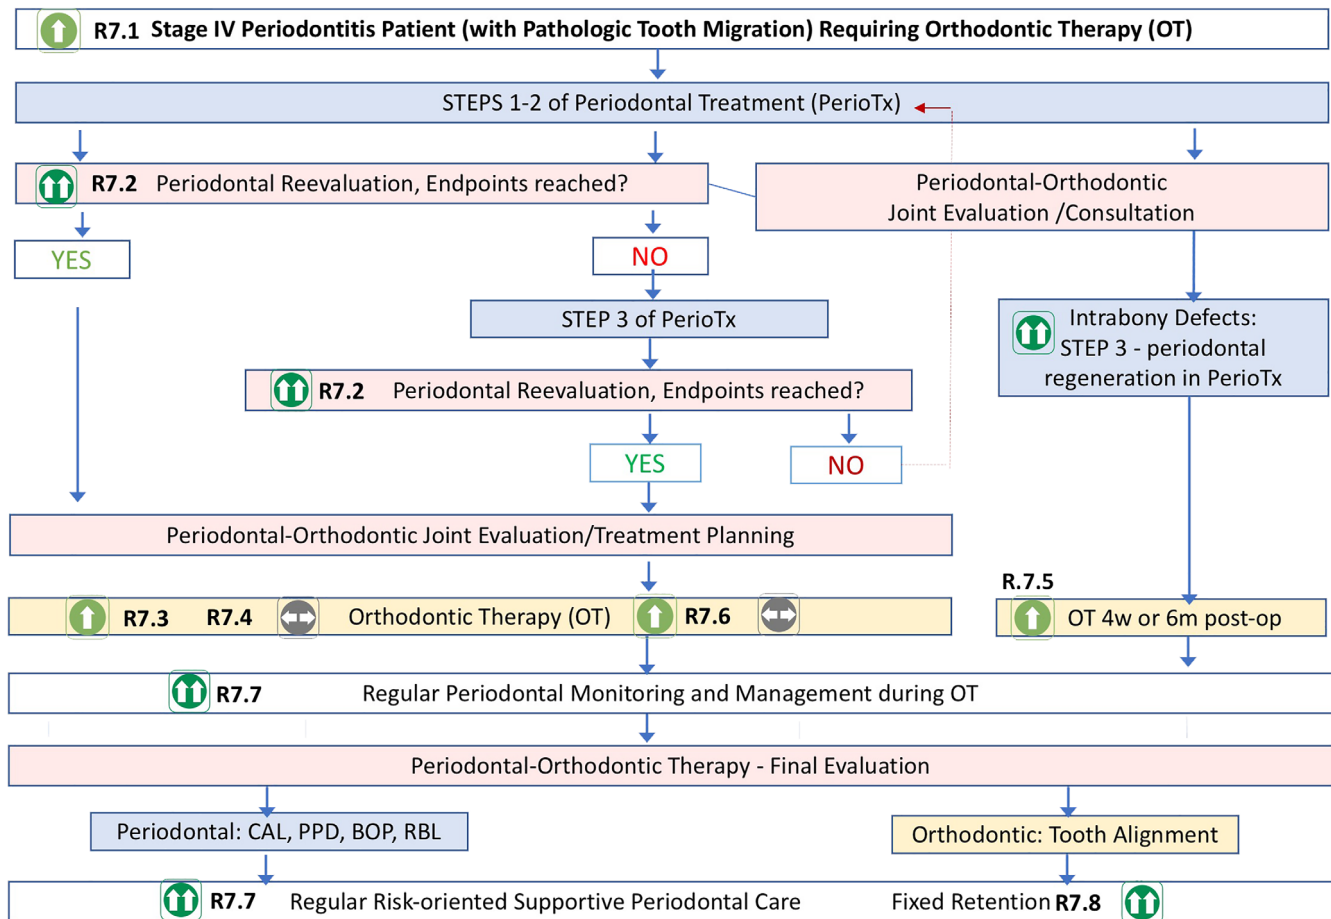 R7.1 Stage IV Periodontitis Patient (with Pathologic Tooth Migration) Requiring Orthodontic Therapy (OT)
STEPS 1-2 of Periodontal Treatment (PerioTx)
R7.2 Periodontal Reevaluation, Endpoints reached?
Periodontal-Orthodontic
Joint Evaluation /Consultation
YES
NO
STEP 3 of PerioTx
Intrabony Defects:
STEP 3 - periodontal
regeneration in PerioTx
R7.2 Periodontal Reevaluation, Endpoints reached?
YES
NO
Periodontal-Orthodontic Joint Evaluation/Treatment Planning
R7.3 R7.4 Orthodontic Therapy (OT) R7.6
R.7.5
OT 4w or 6m post-op
R7.7 Regular Periodontal Monitoring and Management during OT
Periodontal-Orthodontic Therapy - Final Evaluation
Periodontal: CAL, PPD, BOP, RBL
Orthodontic: Tooth Alignment
R7.7 Regular Risk-oriented Supportive Periodontal Care
Fixed Retention R7.8